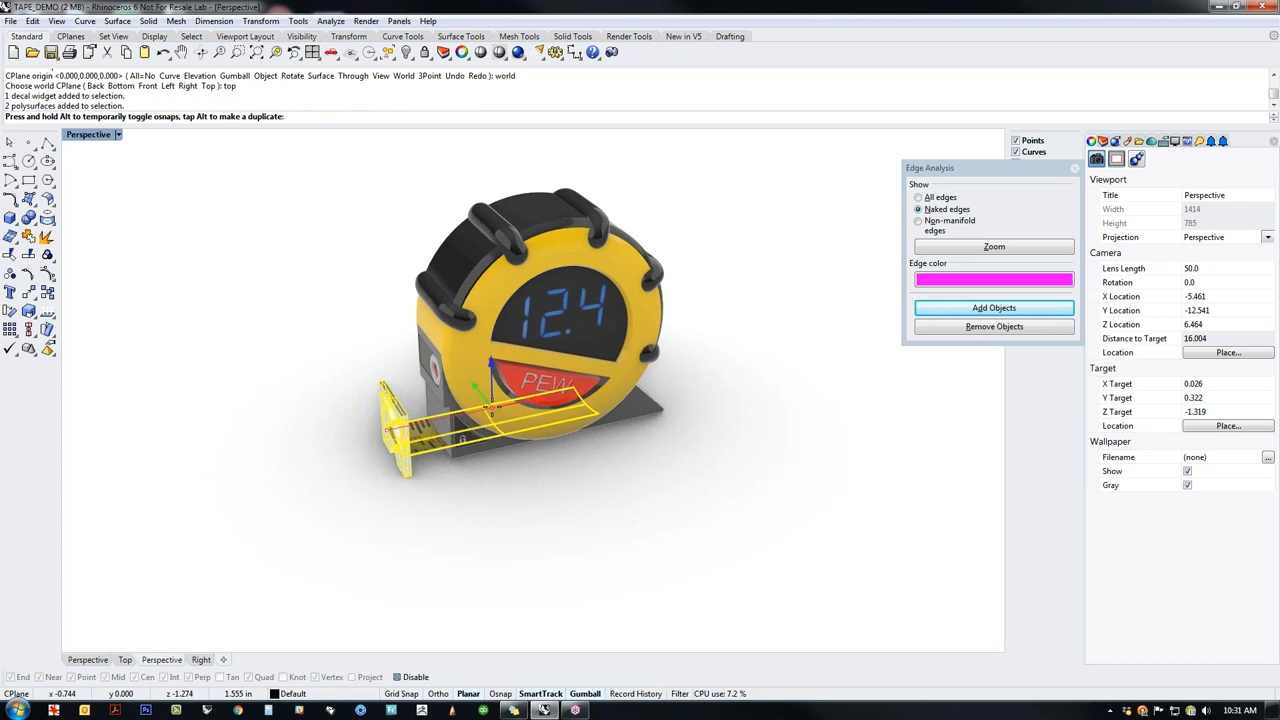 TAPE_DEMO (2 MB) - Rhinoceros 6 Not For Resale Lab - [Perspective]
File Edit View Curve Surface Solid Mesh Dimension Transform Tools Analyze Render Panels Help
Standard CPlanes Set View Display Select Viewport Layout Visibility Transform Curve Tools Surface Tools Mesh Tools Render Tools New in V5 Drafting
CPlane origin <0.000,0.000,0.000> ( All=No Curve Elevation Gumball Object Rotate Surface Through View World 3Point Undo Redo ): world
Choose world CPlane ( Back Bottom Front Left Right Top ): top
1 decal widget added to selection.
2 polysurfaces added to selection.
Press and hold Alt to temporarily toggle osnaps, tap Alt to make a duplicate:
Perspective
Points
Curves
Edge Analysis
Show
All edges
Naked edges
Non-manifold
edges
Zoom
Edge color
Add Objects
Remove Objects
Viewport
Title Perspective
Width 1414
Height 785
Projection Perspective
Camera
Lens Length 50.0
Rotation 0.0
X Location -5.461
Y Location -12.541
Z Location 6.464
Distance to Target 16.004
Location Place...
Target
X Target 0.026
Y Target 0.322
Z Target -1.319
Location Place...
Wallpaper
Filename (none) ...
Show
Gray
12.4
PEW
Perspective Top Perspective Right
End Near Point Mid Cen Int Perp Tan Quad Knot Vertex Project Disable
CPlane x -0.744 y 0.000 z -1.274 1.555 in Default Grid Snap Ortho Planar Osnap SmartTrack Gumball Record History Filter CPU use: 7.2 %
10:31 AM